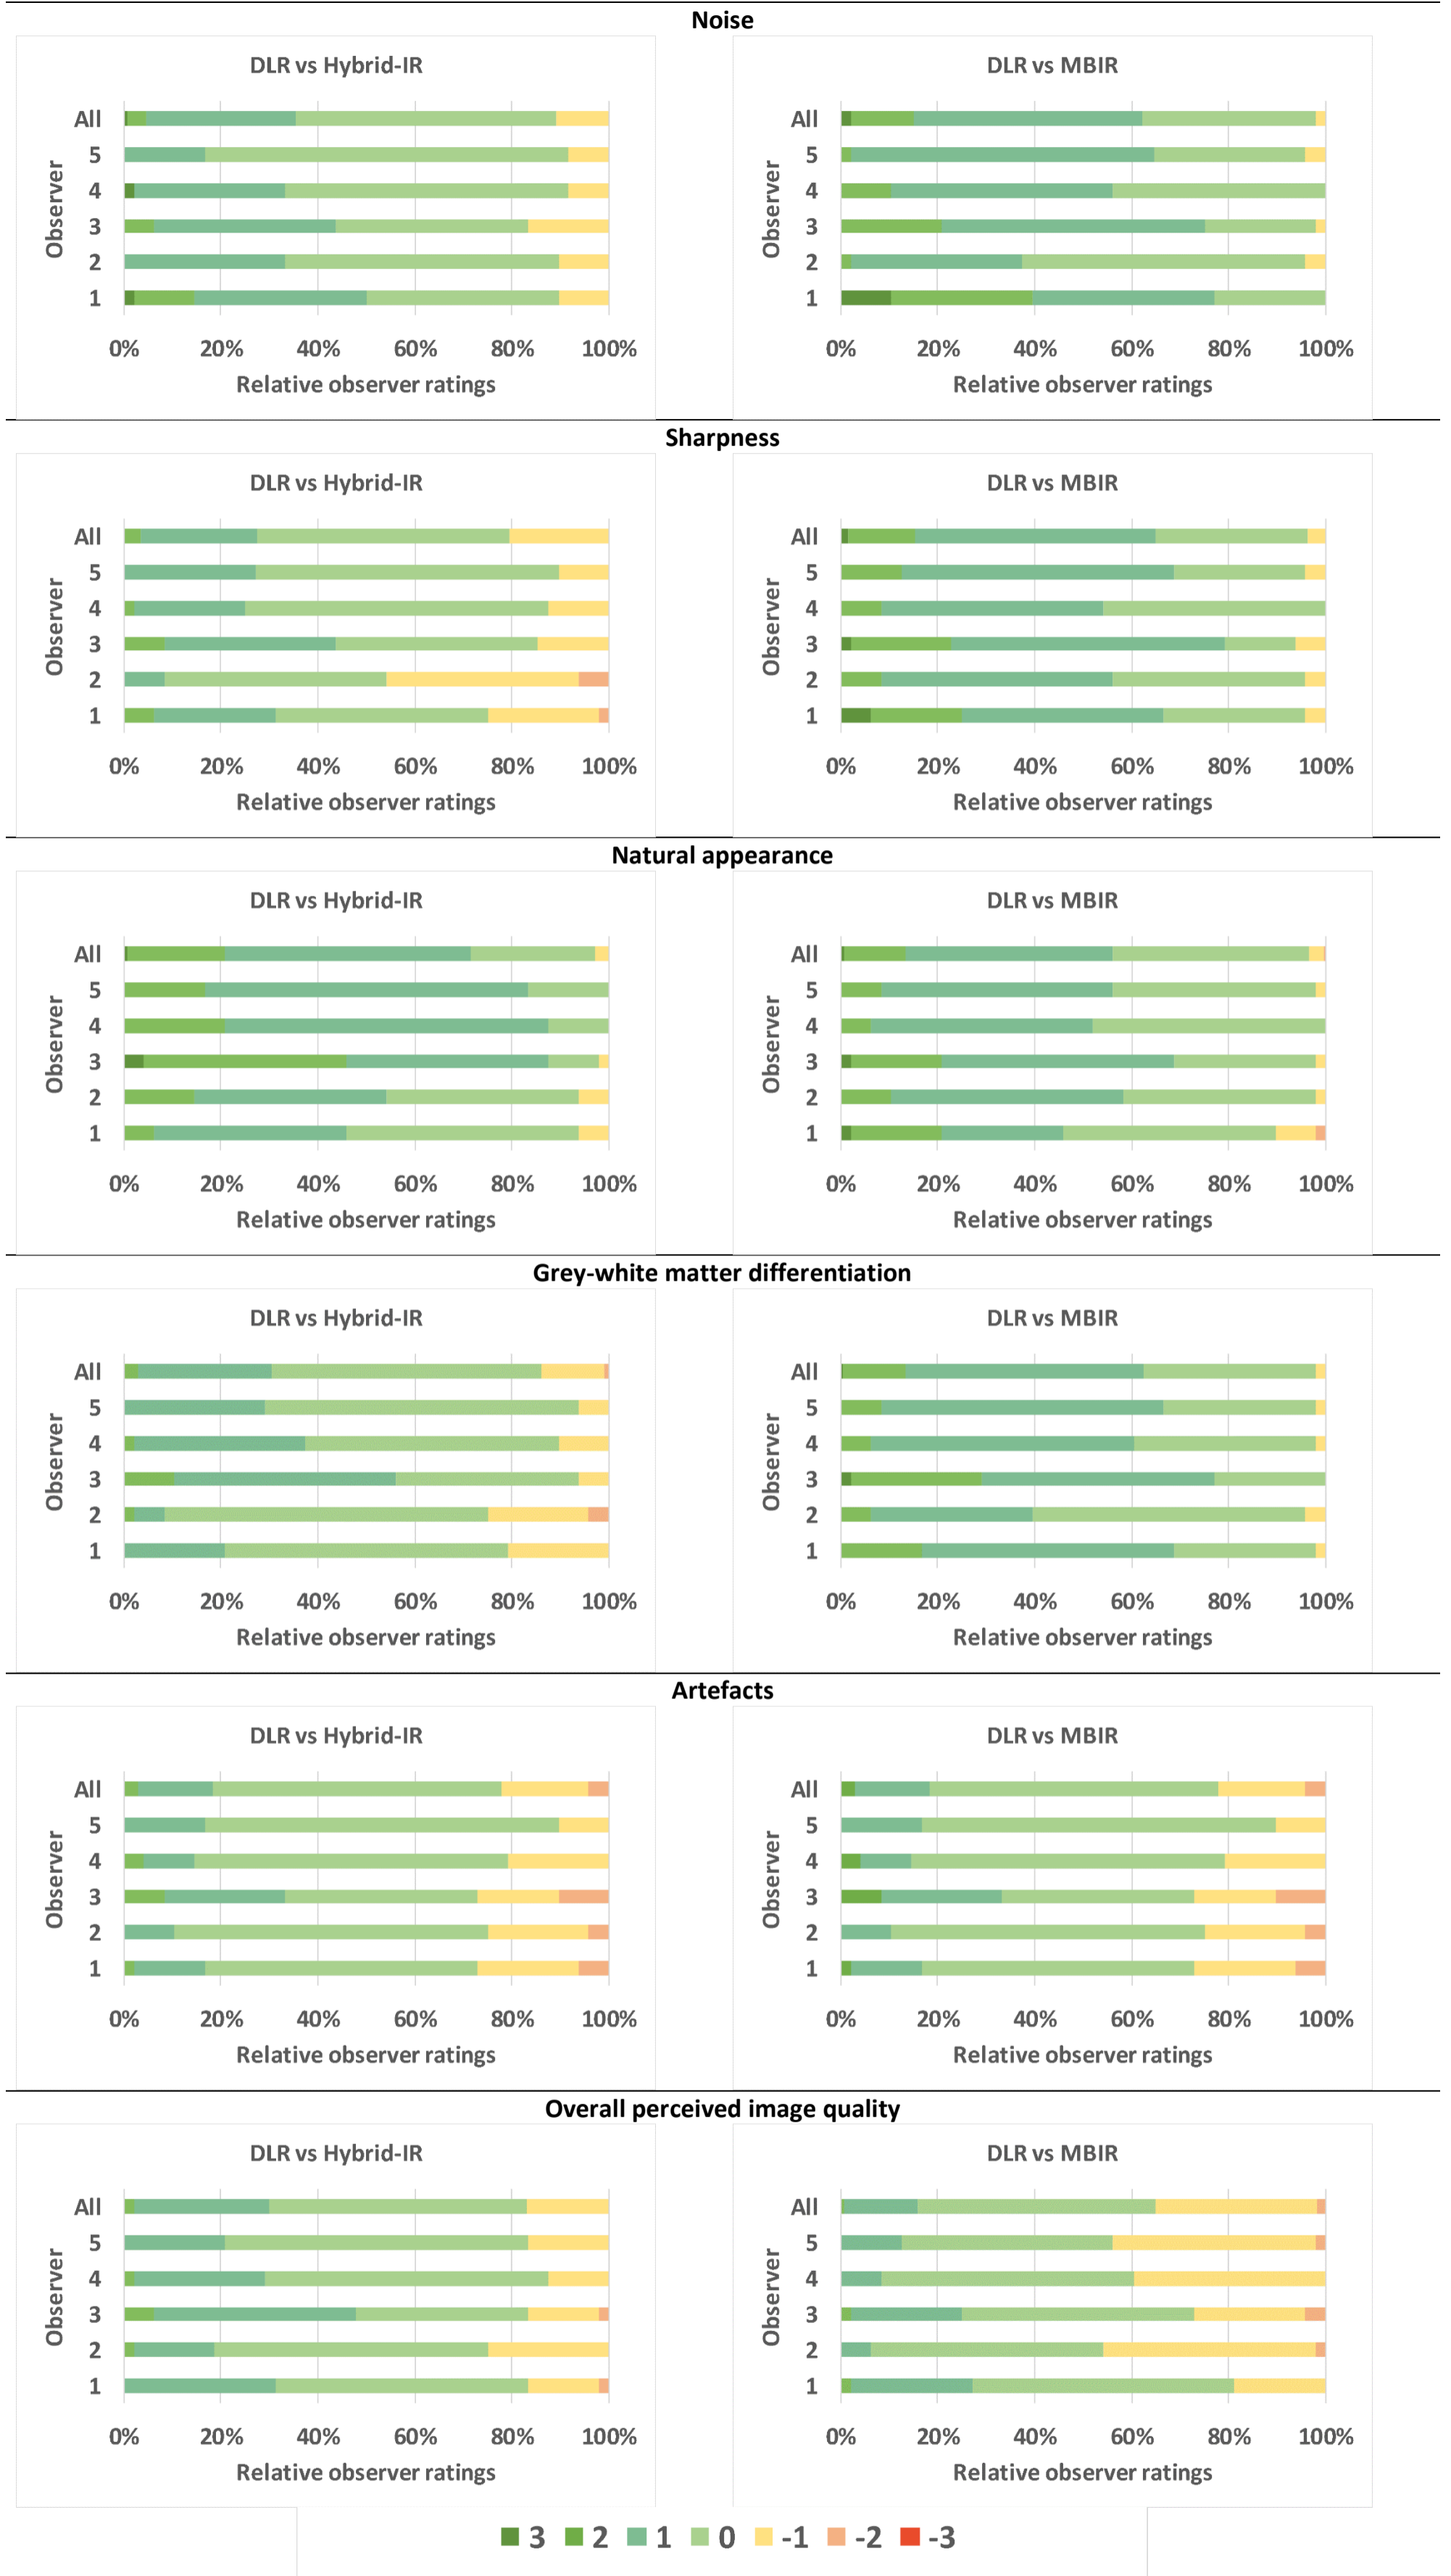 Noise
DLR vs Hybrid-IR
All
5
4
3
2
1
Observer
0% 20% 40% 60% 80% 100%
Relative observer ratings
DLR vs MBIR
All
5
4
3
2
1
Observer
0% 20% 40% 60% 80% 100%
Relative observer ratings
Sharpness
DLR vs Hybrid-IR
All
5
4
3
2
1
Observer
0% 20% 40% 60% 80% 100%
Relative observer ratings
DLR vs MBIR
All
5
4
3
2
1
Observer
0% 20% 40% 60% 80% 100%
Relative observer ratings
Natural appearance
DLR vs Hybrid-IR
All
5
4
3
2
1
Observer
0% 20% 40% 60% 80% 100%
Relative observer ratings
DLR vs MBIR
All
5
4
3
2
1
Observer
0% 20% 40% 60% 80% 100%
Relative observer ratings
Grey-white matter differentiation
DLR vs Hybrid-IR
All
5
4
3
2
1
Observer
0% 20% 40% 60% 80% 100%
Relative observer ratings
DLR vs MBIR
All
5
4
3
2
1
Observer
0% 20% 40% 60% 80% 100%
Relative observer ratings
Artefacts
DLR vs Hybrid-IR
All
5
4
3
2
1
Observer
0% 20% 40% 60% 80% 100%
Relative observer ratings
DLR vs MBIR
All
5
4
3
2
1
Observer
0% 20% 40% 60% 80% 100%
Relative observer ratings
Overall perceived image quality
DLR vs Hybrid-IR
All
5
4
3
2
1
Observer
0% 20% 40% 60% 80% 100%
Relative observer ratings
DLR vs MBIR
All
5
4
3
2
1
Observer
0% 20% 40% 60% 80% 100%
Relative observer ratings
3 2 1 0 -1 -2 -3